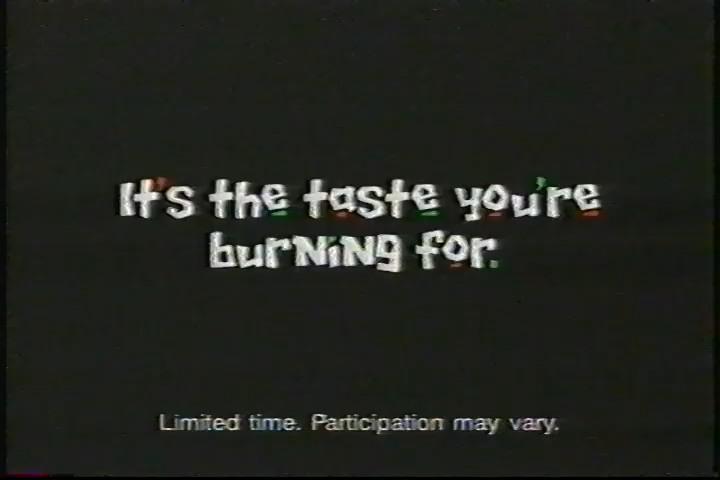 It's the taste you're
burNiNg for.
Limited time. Participation may vary.